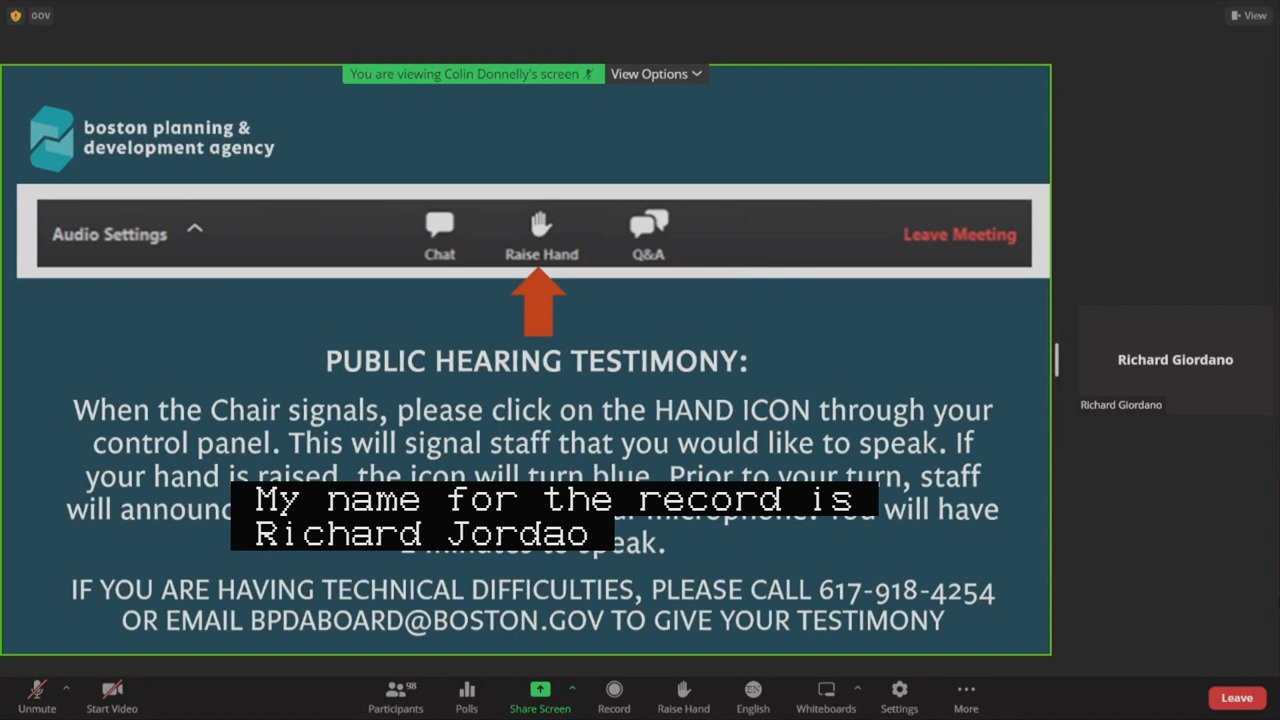 GOV
View
You are viewing Colin Donnelly's screen
View Options
boston planning &
development agency
Audio Settings
Chat
Raise Hand
Q&A
Leave Meeting
PUBLIC HEARING TESTIMONY:
When the Chair signals, please click on the HAND ICON through your
control panel. This will signal staff that you would like to speak. If
your hand is raised, the icon will turn blue. Prior to your turn, staff
will announ
will have
speak.
My name for the record is
Richard Jordao
IF YOU ARE HAVING TECHNICAL DIFFICULTIES, PLEASE CALL 617-918-4254
OR EMAIL BPDABOARD@BOSTON.GOV TO GIVE YOUR TESTIMONY
Richard Giordano
Richard Giordano
Unmute
Start Video
98
Participants
Polls
Share Screen
Record
Raise Hand
EN
English
Whiteboards
Settings
More
Leave